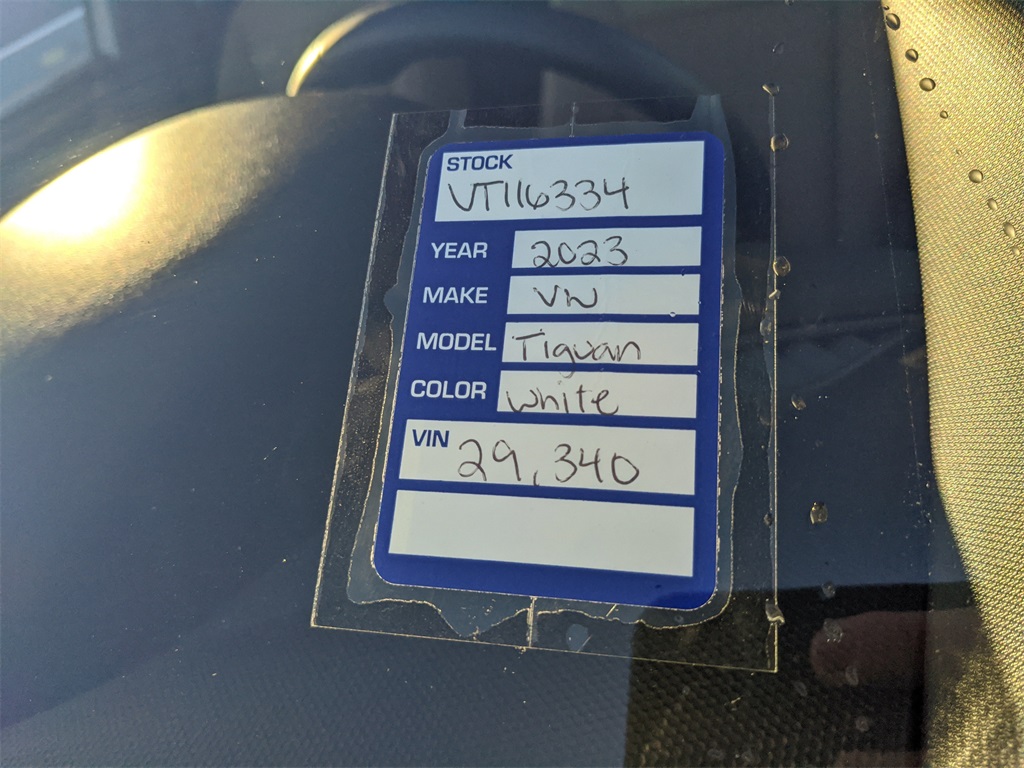 STOCK
VT116334
YEAR 2023
MAKE VW
MODEL Tiguan
COLOR White
VIN 29,340